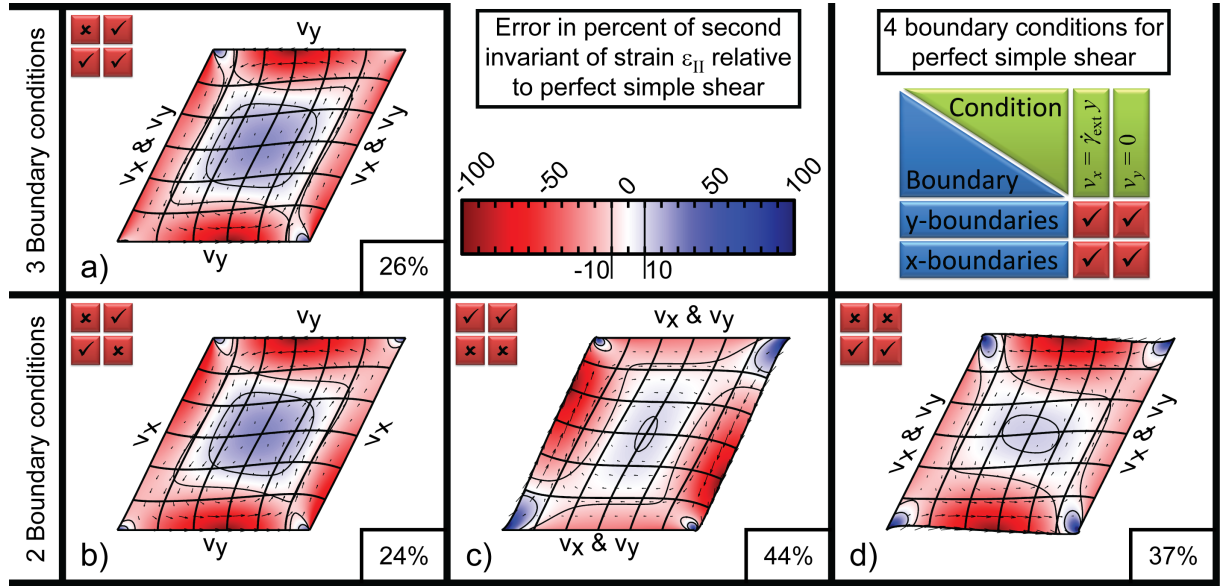 3 Boundary conditions
vy
vx & vy
vx & vy
vy
a)
26%
Error in percent of second
invariant of strain εII relative
to perfect simple shear
-100
-50
0
50
100
-10
10
4 boundary conditions for
perfect simple shear
Condition
Boundary
vx = γ̇ext y
vy = 0
y-boundaries ✓ ✓
x-boundaries ✓ ✓
2 Boundary conditions
vy
vx
vx
vy
b)
24%
vx & vy
vx & vy
c)
44%
vx & vy
vx & vy
d)
37%